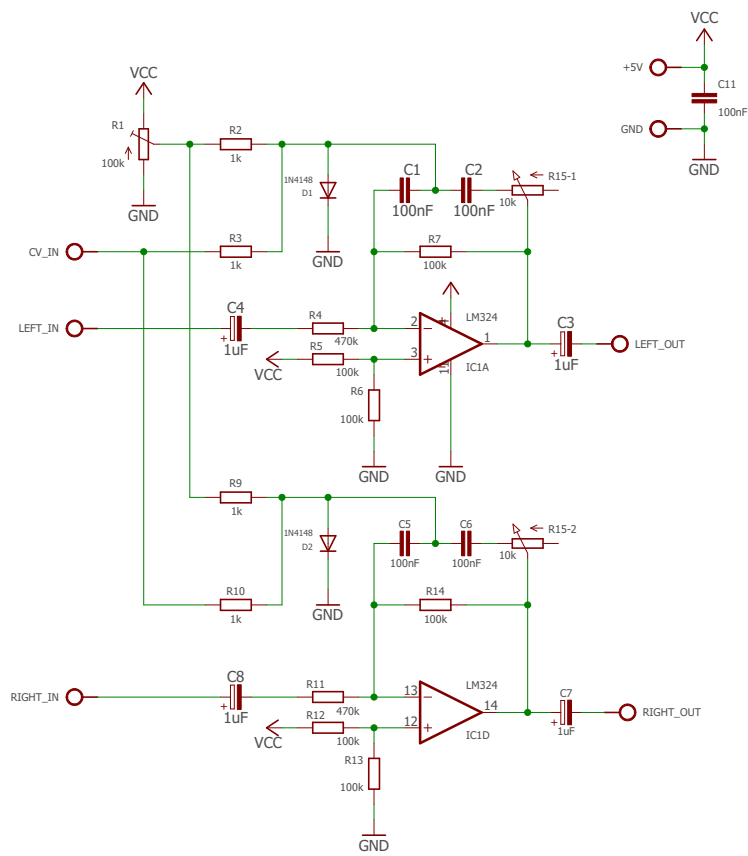 VCC
+5V
C11
100nF
GND
GND
VCC
R1
100k
GND
R2
1k
1N4148
D1
GND
C1
100nF
C2
100nF
R15-1
10k
CV_IN
R3
1k
R7
100k
LEFT_IN
C4
+
1uF
R4
470k
R5
100k
VCC
R6
100k
GND
2
3
4
11
1
LM324
IC1A
GND
C3
+
1uF
LEFT_OUT
R9
1k
1N4148
D2
GND
C5
100nF
C6
100nF
R15-2
10k
R10
1k
R14
100k
RIGHT_IN
C8
+
1uF
R11
470k
R12
100k
VCC
R13
100k
GND
13
12
14
LM324
IC1D
C7
+
1uF
RIGHT_OUT